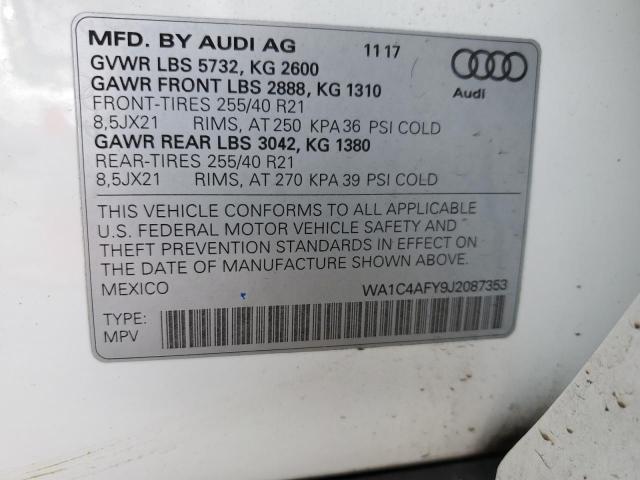 MFD. BY AUDI AG 11 17
GVWR LBS 5732, KG 2600
GAWR FRONT LBS 2888, KG 1310
FRONT-TIRES 255/40 R21
8,5JX21 RIMS, AT 250 KPA 36 PSI COLD
GAWR REAR LBS 3042, KG 1380
REAR-TIRES 255/40 R21
8,5JX21 RIMS, AT 270 KPA 39 PSI COLD
Audi
THIS VEHICLE CONFORMS TO ALL APPLICABLE
U.S. FEDERAL MOTOR VEHICLE SAFETY AND
THEFT PREVENTION STANDARDS IN EFFECT ON
THE DATE OF MANUFACTURE SHOWN ABOVE.
MEXICO WA1C4AFY9J2087353
TYPE:
MPV